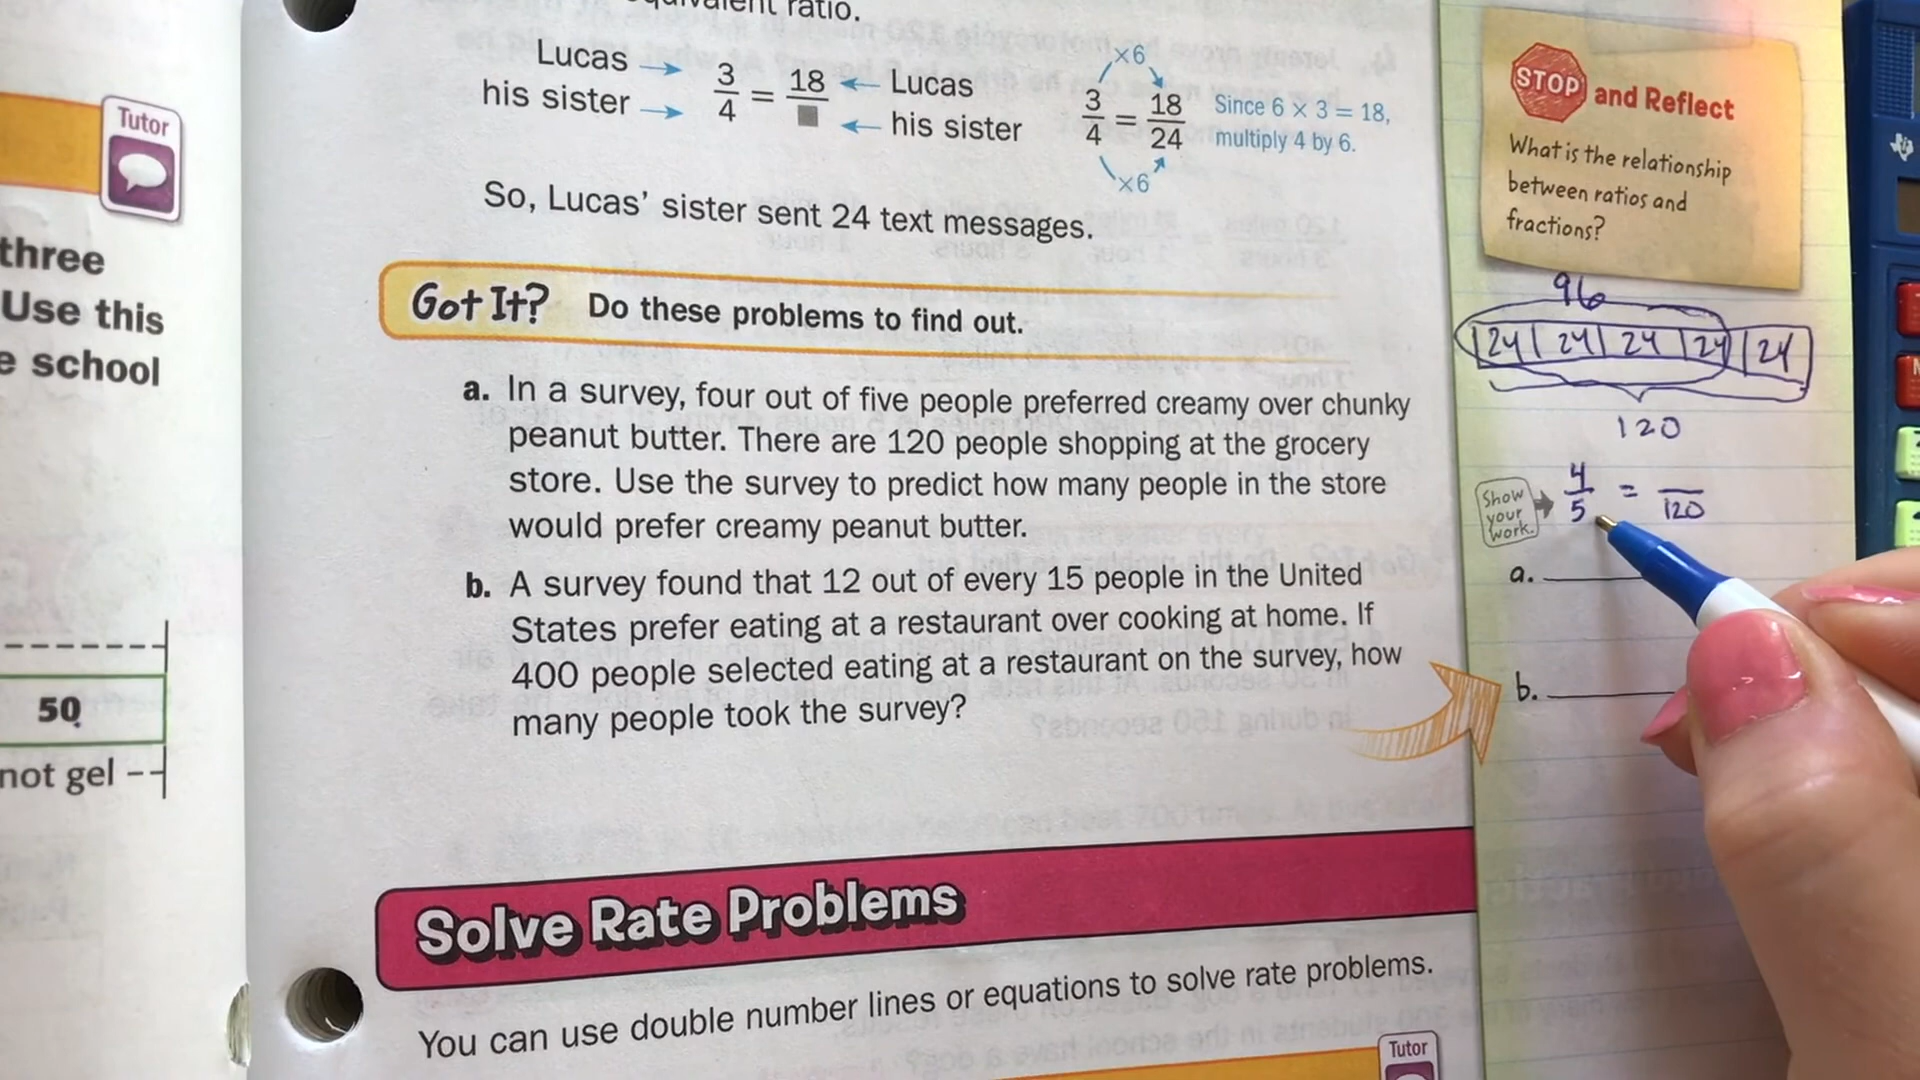 equivalent ratio.
Lucas
his sister
3/4 = 18/■
Lucas
his sister
×6
3/4 = 18/24
×6
Since 6 × 3 = 18,
multiply 4 by 6.
So, Lucas' sister sent 24 text messages.
Got It? Do these problems to find out.
a. In a survey, four out of five people preferred creamy over chunky
peanut butter. There are 120 people shopping at the grocery
store. Use the survey to predict how many people in the store
would prefer creamy peanut butter.
b. A survey found that 12 out of every 15 people in the United
States prefer eating at a restaurant over cooking at home. If
400 people selected eating at a restaurant on the survey, how
many people took the survey?
Solve Rate Problems
You can use double number lines or equations to solve rate problems.
Tutor
Tutor
three
Use this
e school
50
not gel
STOP and Reflect
What is the relationship
between ratios and
fractions?
96
24 24 24 24 24
120
Show
your
work.
4/5 = /120
a.
b.